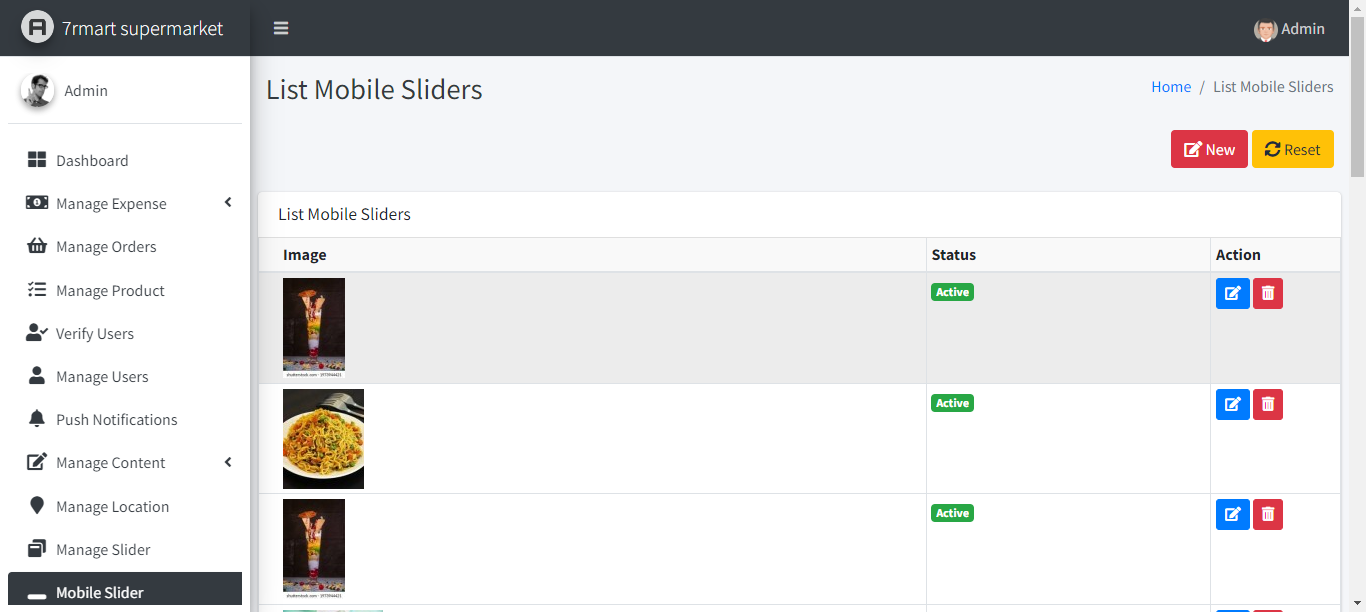 7rmart supermarket
Admin
Admin
Dashboard
Manage Expense
Manage Orders
Manage Product
Verify Users
Manage Users
Push Notifications
Manage Content
Manage Location
Manage Slider
Mobile Slider
List Mobile Sliders
Home / List Mobile Sliders
New Reset
List Mobile Sliders
Image Status Action
Active
Active
Active